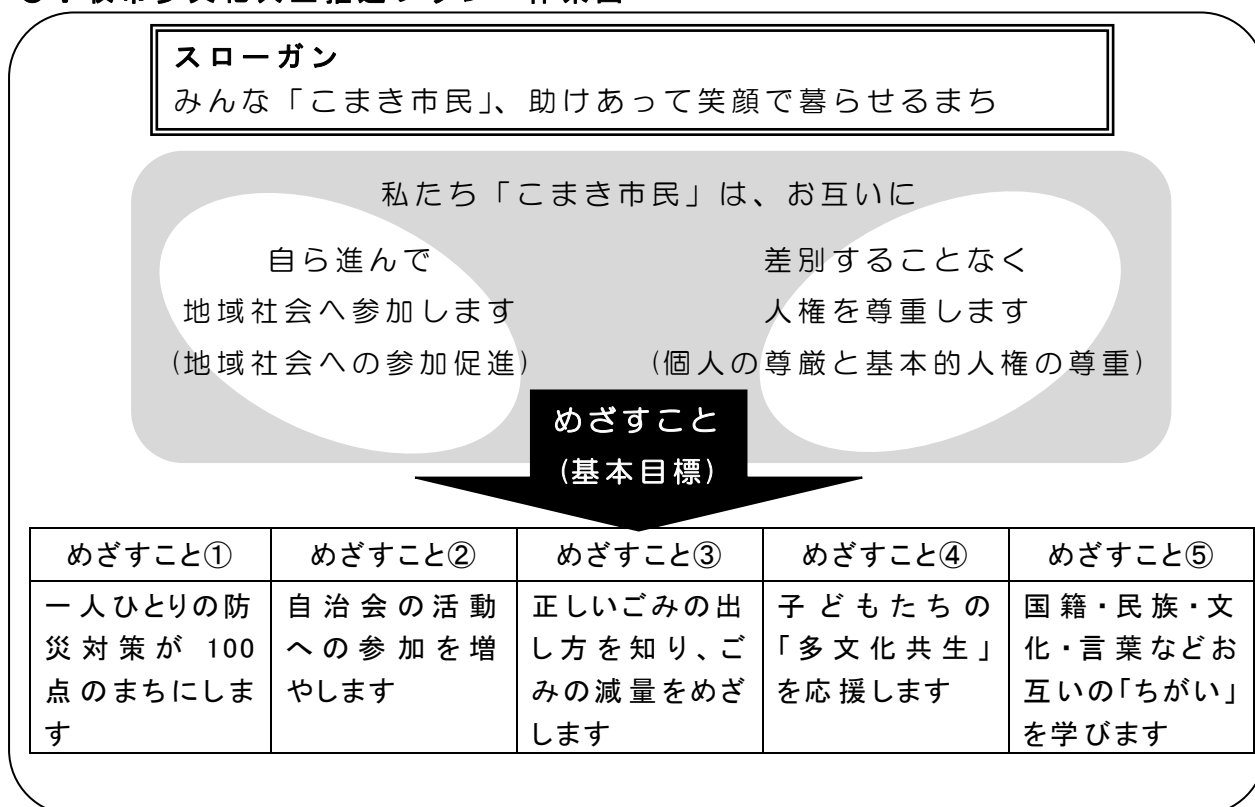 スローガン
みんな「こまき市民」、助けあって笑顔で暮らせるまち
私たち「こまき市民」は、お互いに
自ら進んで
地域社会へ参加します
(地域社会への参加促進)
差別することなく
人権を尊重します
(個人の尊厳と基本的人権の尊重)
めざすこと
(基本目標)
めざすこと①
一人ひとりの防
災対策が 100
点のまちにしま
す
めざすこと②
自治会の活動
への参加を増
やします
めざすこと③
正しいごみの出
し方を知り、ご
みの減量をめざ
します
めざすこと④
子どもたちの
「多文化共生」
を応援します
めざすこと⑤
国籍・民族・文
化・言葉などお
互いの「ちがい」
を学びます